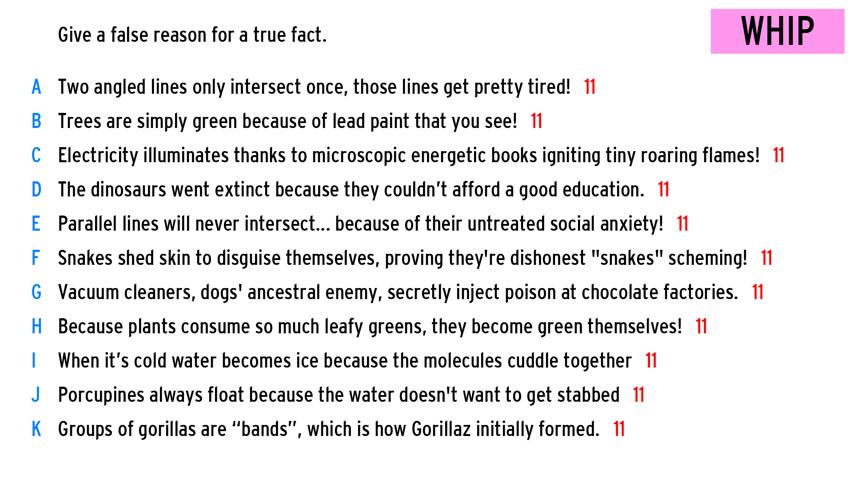 Give a false reason for a true fact.
WHIP
A Two angled lines only intersect once, those lines get pretty tired! 11
B Trees are simply green because of lead paint that you see! 11
C Electricity illuminates thanks to microscopic energetic books igniting tiny roaring flames! 11
D The dinosaurs went extinct because they couldn’t afford a good education. 11
E Parallel lines will never intersect... because of their untreated social anxiety! 11
F Snakes shed skin to disguise themselves, proving they're dishonest "snakes" scheming! 11
G Vacuum cleaners, dogs' ancestral enemy, secretly inject poison at chocolate factories. 11
H Because plants consume so much leafy greens, they become green themselves! 11
I When it’s cold water becomes ice because the molecules cuddle together 11
J Porcupines always float because the water doesn't want to get stabbed 11
K Groups of gorillas are “bands”, which is how Gorillaz initially formed. 11